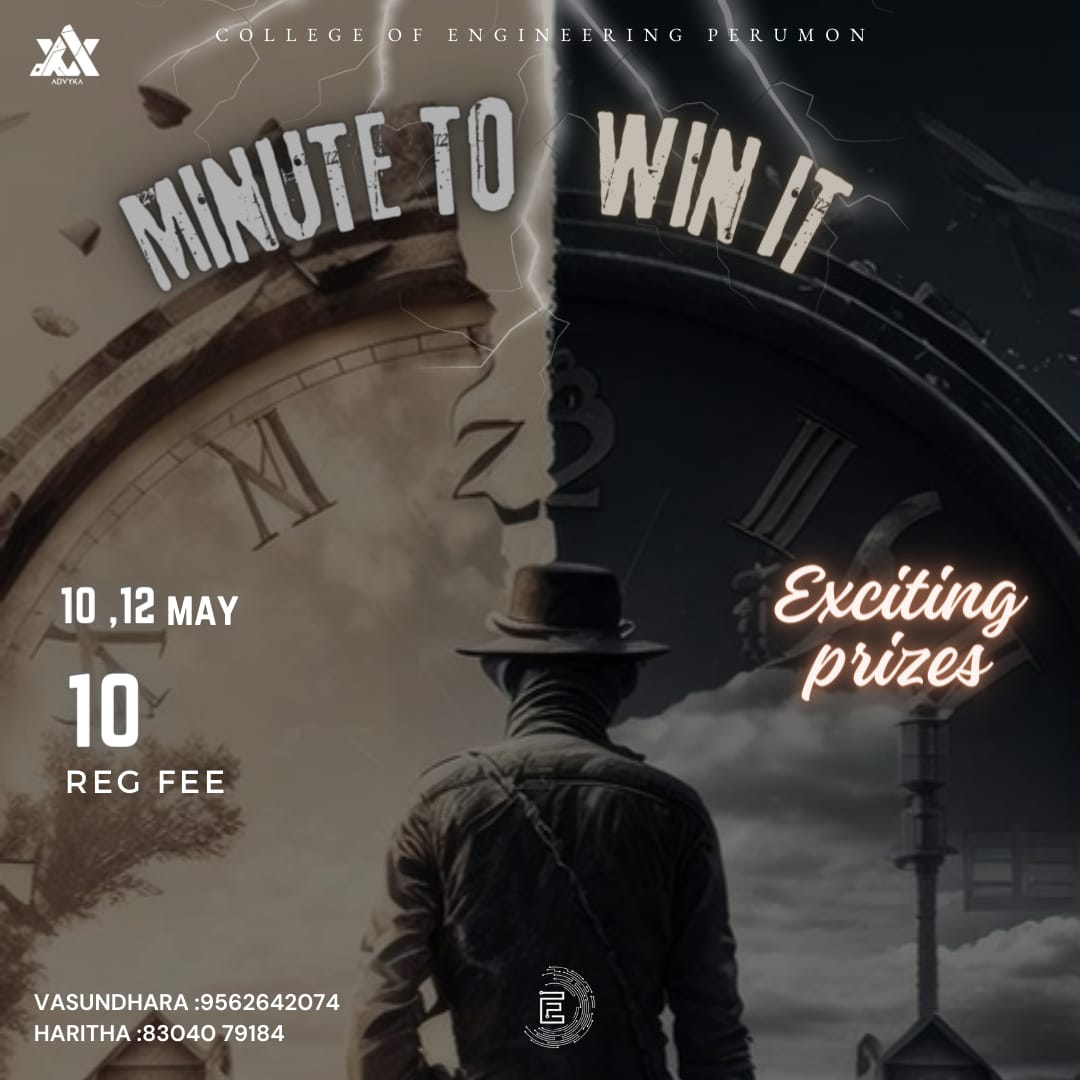 COLLEGE OF ENGINEERING PERUMON
ADVYKA
MINUTE TO WIN IT
10 ,12 MAY
10
REG FEE
Exciting
prizes
VASUNDHARA :9562642074
HARITHA :83040 79184
E